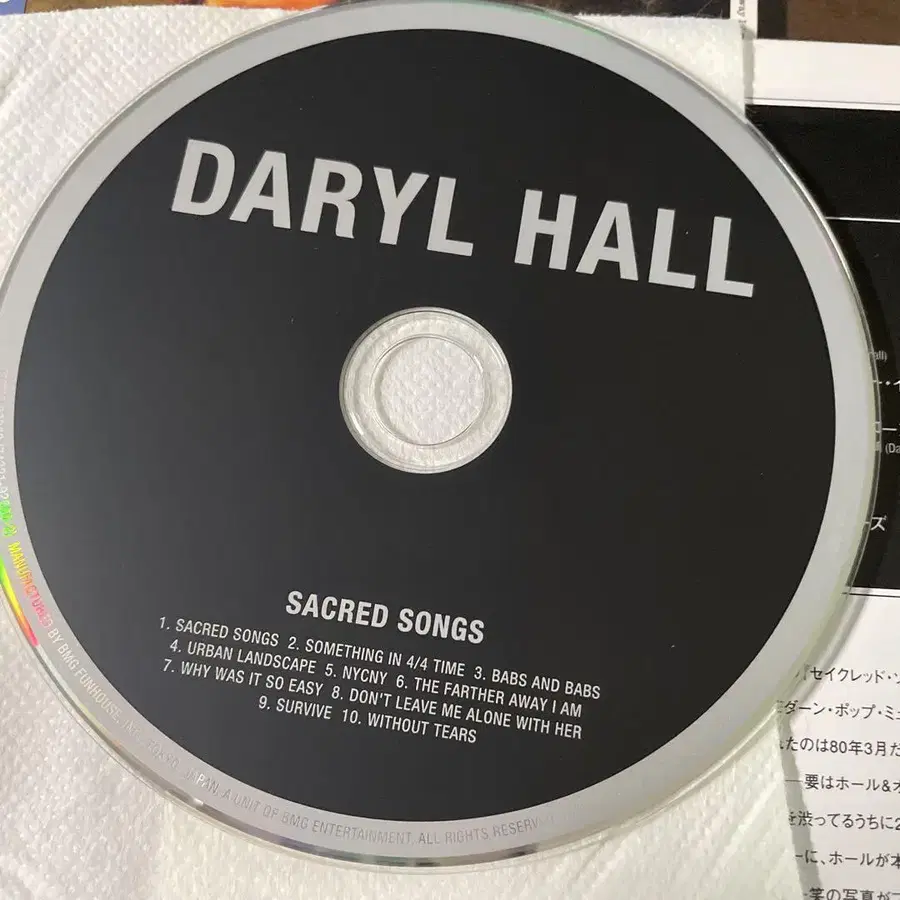 DARYL HALL
SACRED SONGS
1. SACRED SONGS 2. SOMETHING IN 4/4 TIME 3. BABS AND BABS
4. URBAN LANDSCAPE 5. NYCNY 6. THE FARTHER AWAY I AM
7. WHY WAS IT SO EASY 8. DON'T LEAVE ME ALONE WITH HER
9. SURVIVE 10. WITHOUT TEARS
MANUFACTURED BY BMG FUNHOUSE, INC., TOKYO, JAPAN, A UNIT OF BMG ENTERTAINMENT, ALL RIGHTS RESERV
『セイクレッド・ソ
モダーン・ポップ・ミュ
たのは80年3月だ
要はホール&オ
を渋ってるうちに2
に、ホールが本
笑の写真が